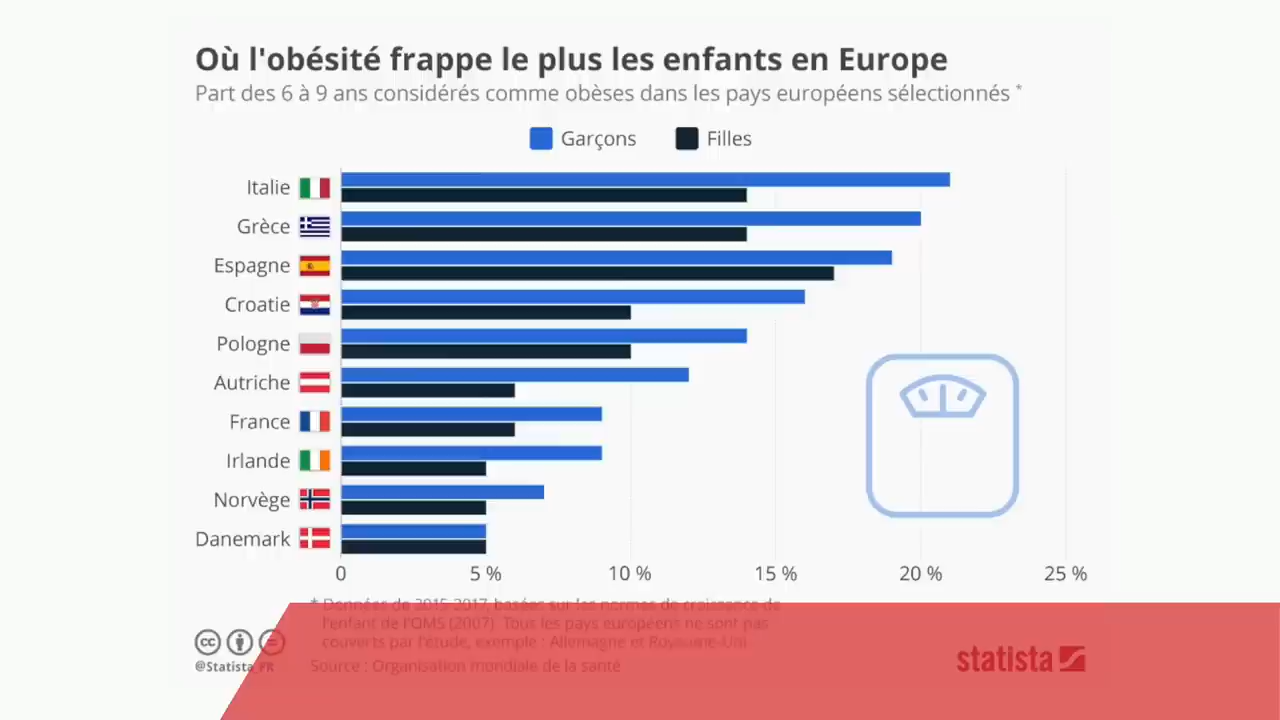 Où l'obésité frappe le plus les enfants en Europe
Part des 6 à 9 ans considérés comme obèses dans les pays européens sélectionnés *
Garçons Filles
Italie
Grèce
Espagne
Croatie
Pologne
Autriche
France
Irlande
Norvège
Danemark
0 5 % 10 % 15 % 20 % 25 %
* Données de 2015-2017, basées sur les normes de croissance de
l'enfant de l'OMS (2007). Tous les pays européens ne sont pas
couverts par l'étude, exemple : Allemagne et Royaume-Uni
cc
@Statista_FR
Source : Organisation mondiale de la santé
statista